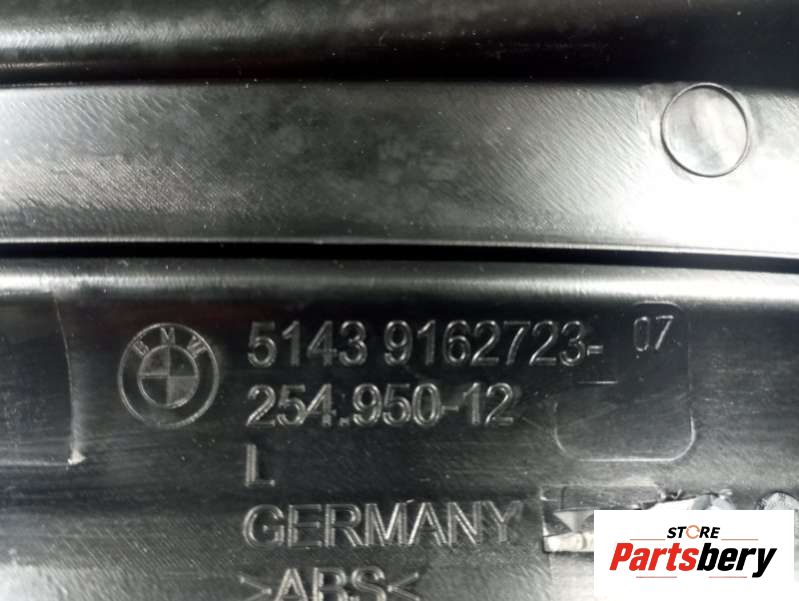 BMW
5143 9162723- 07
254.950-12
L
GERMANY
>ABS<
STORE
Partsbery